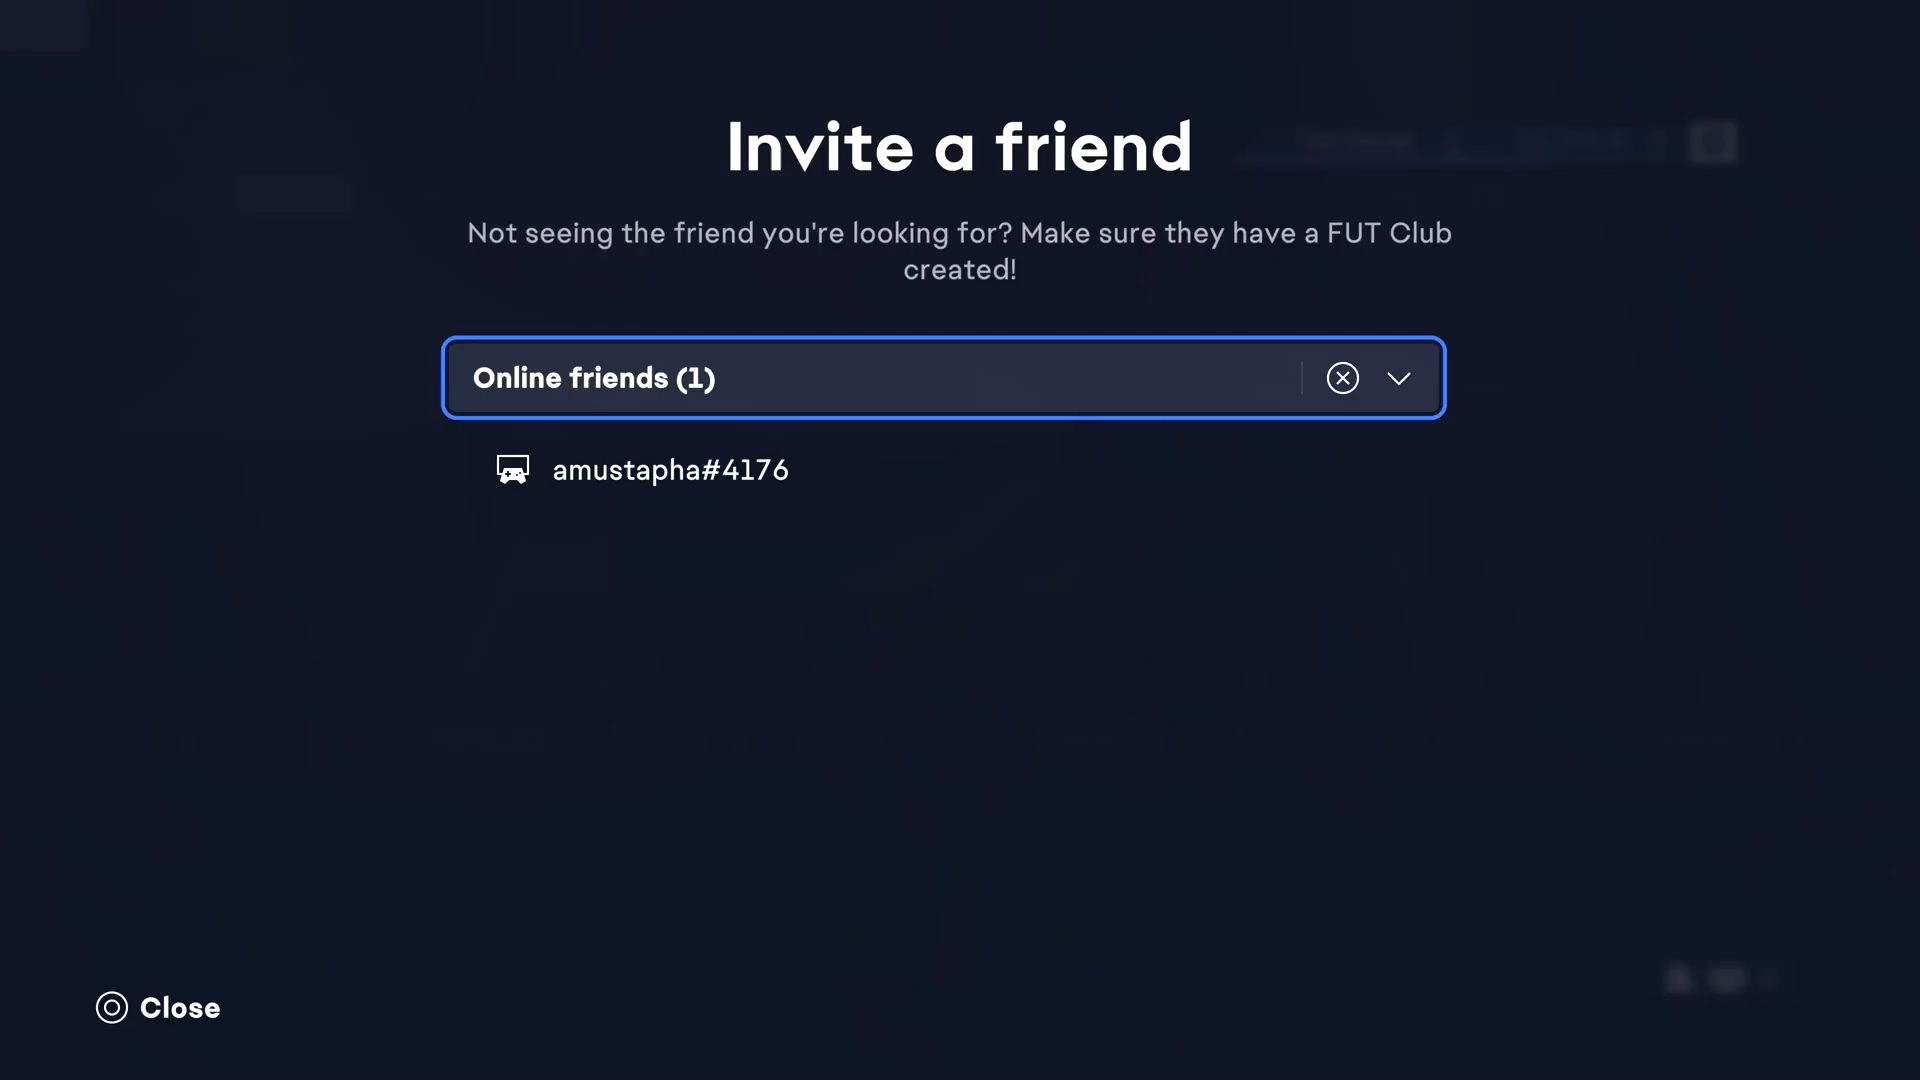 Invite a friend
Not seeing the friend you're looking for? Make sure they have a FUT Club
created!
Online friends (1)
amustapha#4176
Close